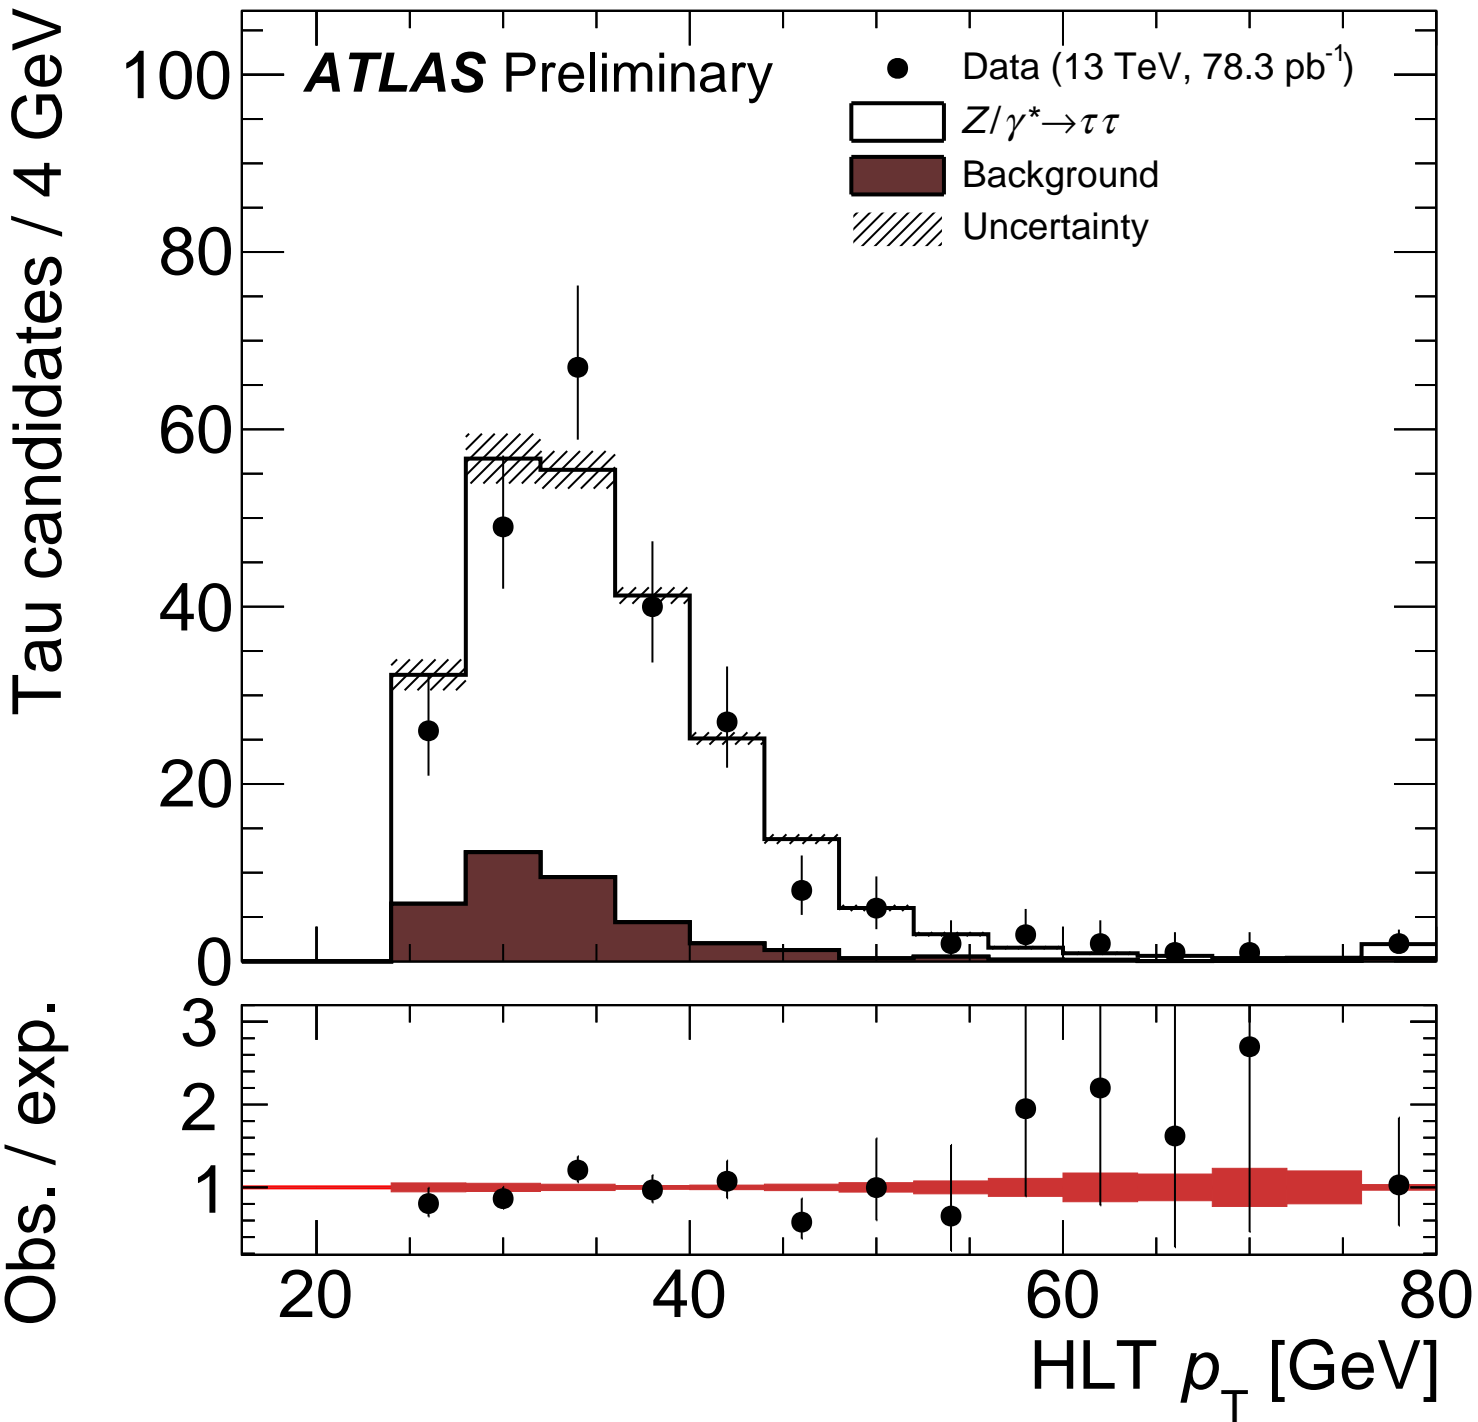 Tau candidates / 4 GeV
100
80
60
40
20
0
ATLAS Preliminary
Data (13 TeV, 78.3 pb⁻¹)
Z/γ*→ττ
Background
Uncertainty
Obs. / exp.
3
2
1
20 40 60 80
HLT p_T [GeV]